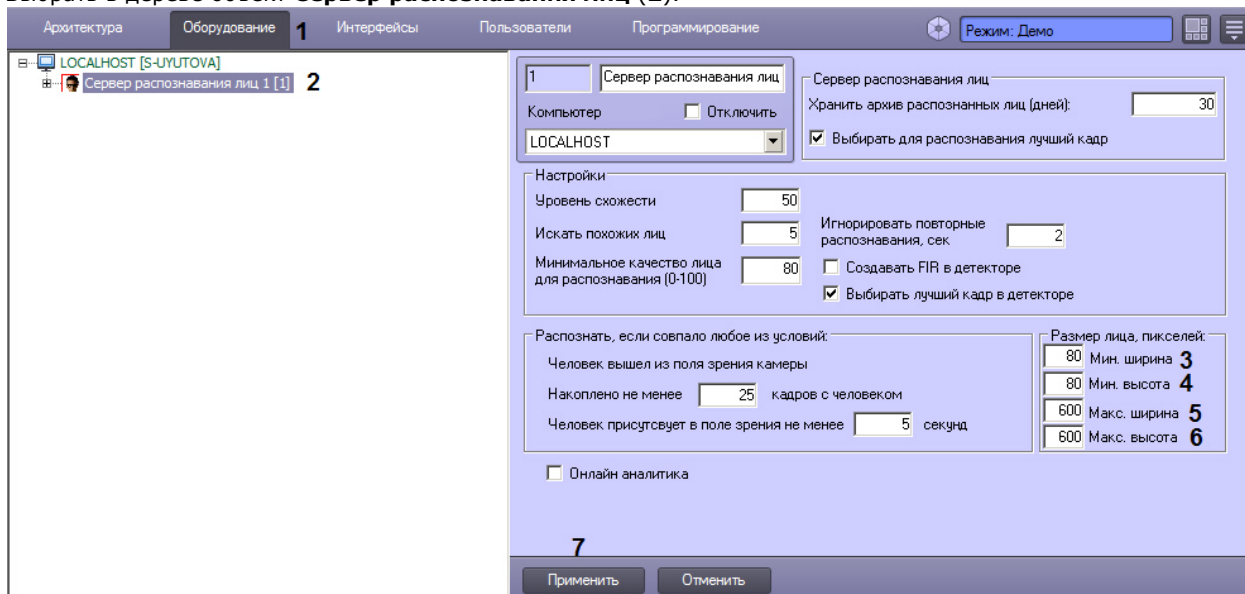 выбрать в дереве объект Сервер распознавания лиц (2).
Архитектура Оборудование 1 Интерфейсы Пользователи Программирование Режим: Демо
LOCALHOST [S-UYUTOVA]
Сервер распознавания лиц 1 [1] 2
1 Сервер распознавания лиц
Компьютер Отключить
LOCALHOST
Сервер распознавания лиц
Хранить архив распознанных лиц (дней): 30
Выбирать для распознавания лучший кадр
Настройки
Уровень схожести 50
Искать похожих лиц 5
Минимальное качество лица
для распознавания (0-100) 80
Игнорировать повторные
распознавания, сек 2
Создавать FIR в детекторе
Выбирать лучший кадр в детекторе
Распознать, если совпало любое из условий:
Человек вышел из поля зрения камеры
Накоплено не менее 25 кадров с человеком
Человек присутсвует в поле зрения не менее 5 секунд
Размер лица, пикселей:
80 Мин. ширина 3
80 Мин. высота 4
600 Макс. ширина 5
600 Макс. высота 6
Онлайн аналитика
7
Применить Отменить